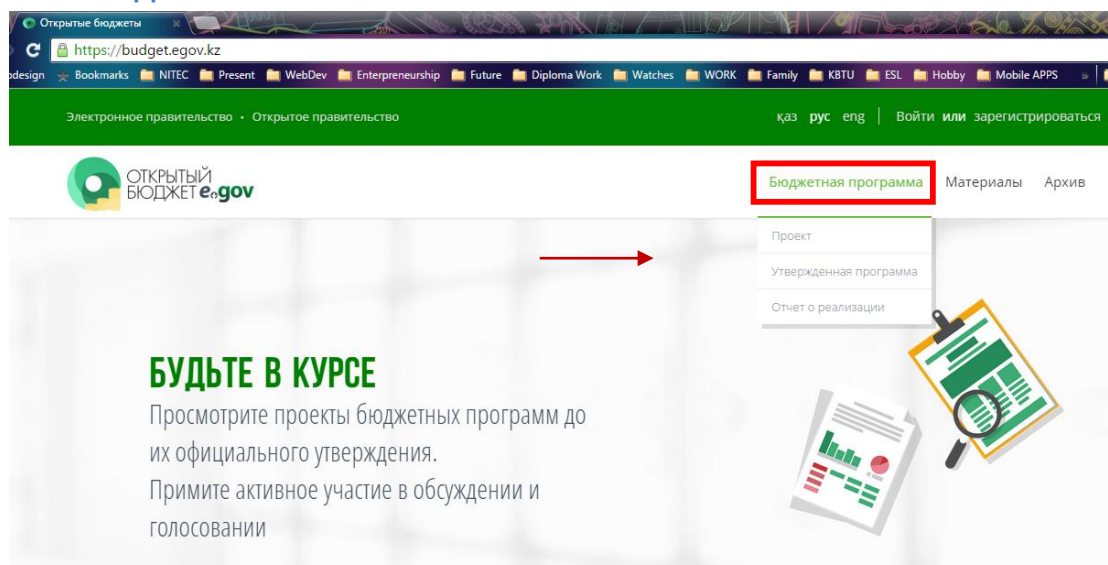 Открытые бюджеты
https://budget.egov.kz
Bookmarks NITEC Present WebDev Enterpreneurship Future Diploma Work Watches WORK Family KBTU ESL Hobby Mobile APPS »
Электронное правительство • Открытое правительство
қаз рус eng | Войти или зарегистрироваться
ОТКРЫТЫЙ
БЮДЖЕТ e.gov
Бюджетная программа Материалы Архив
Проект
Утвержденная программа
Отчет о реализации
БУДЬТЕ В КУРСЕ
Просмотрите проекты бюджетных программ до
их официального утверждения.
Примите активное участие в обсуждении и
голосовании